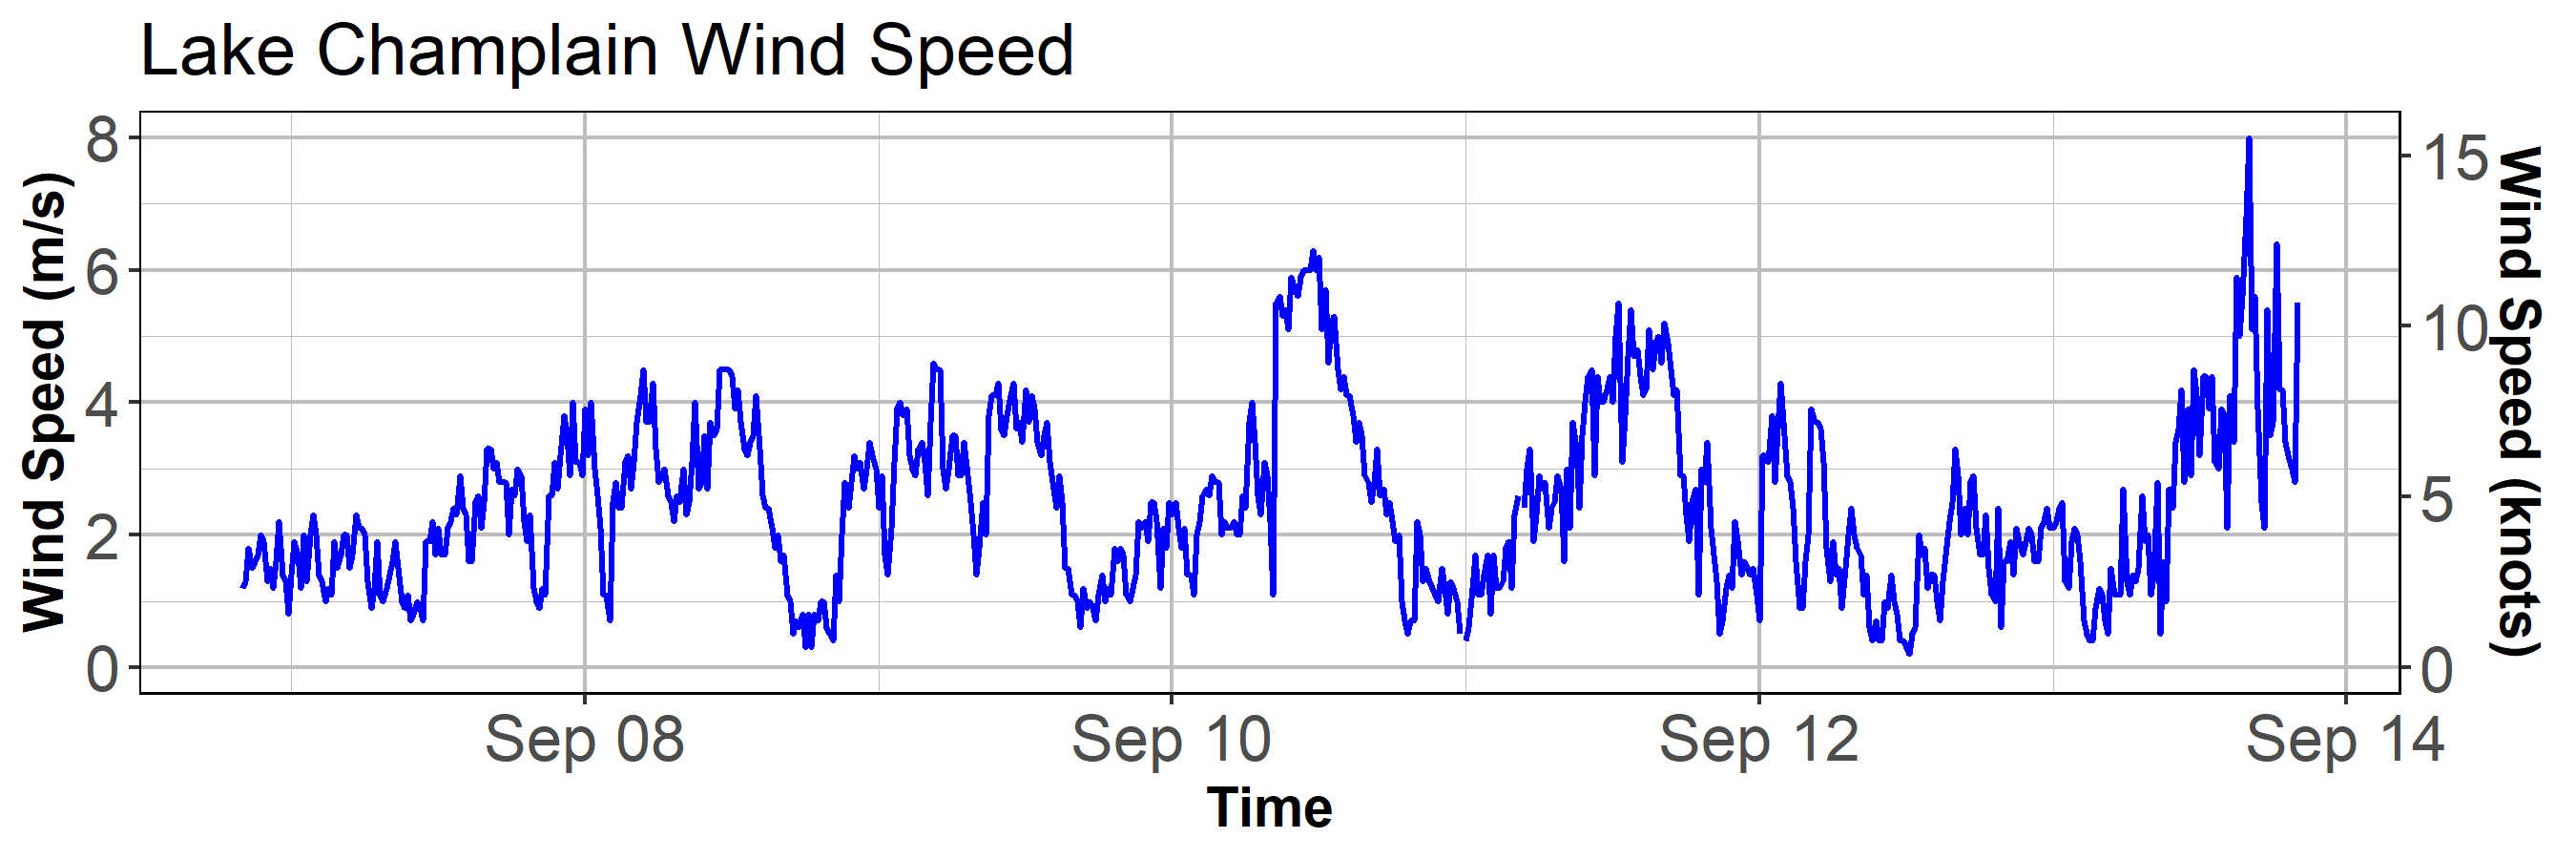 Lake Champlain Wind Speed
Wind Speed (m/s)
8
6
4
2
0
15
10
5
0
Wind Speed (knots)
Sep 08
Sep 10
Sep 12
Sep 14
Time